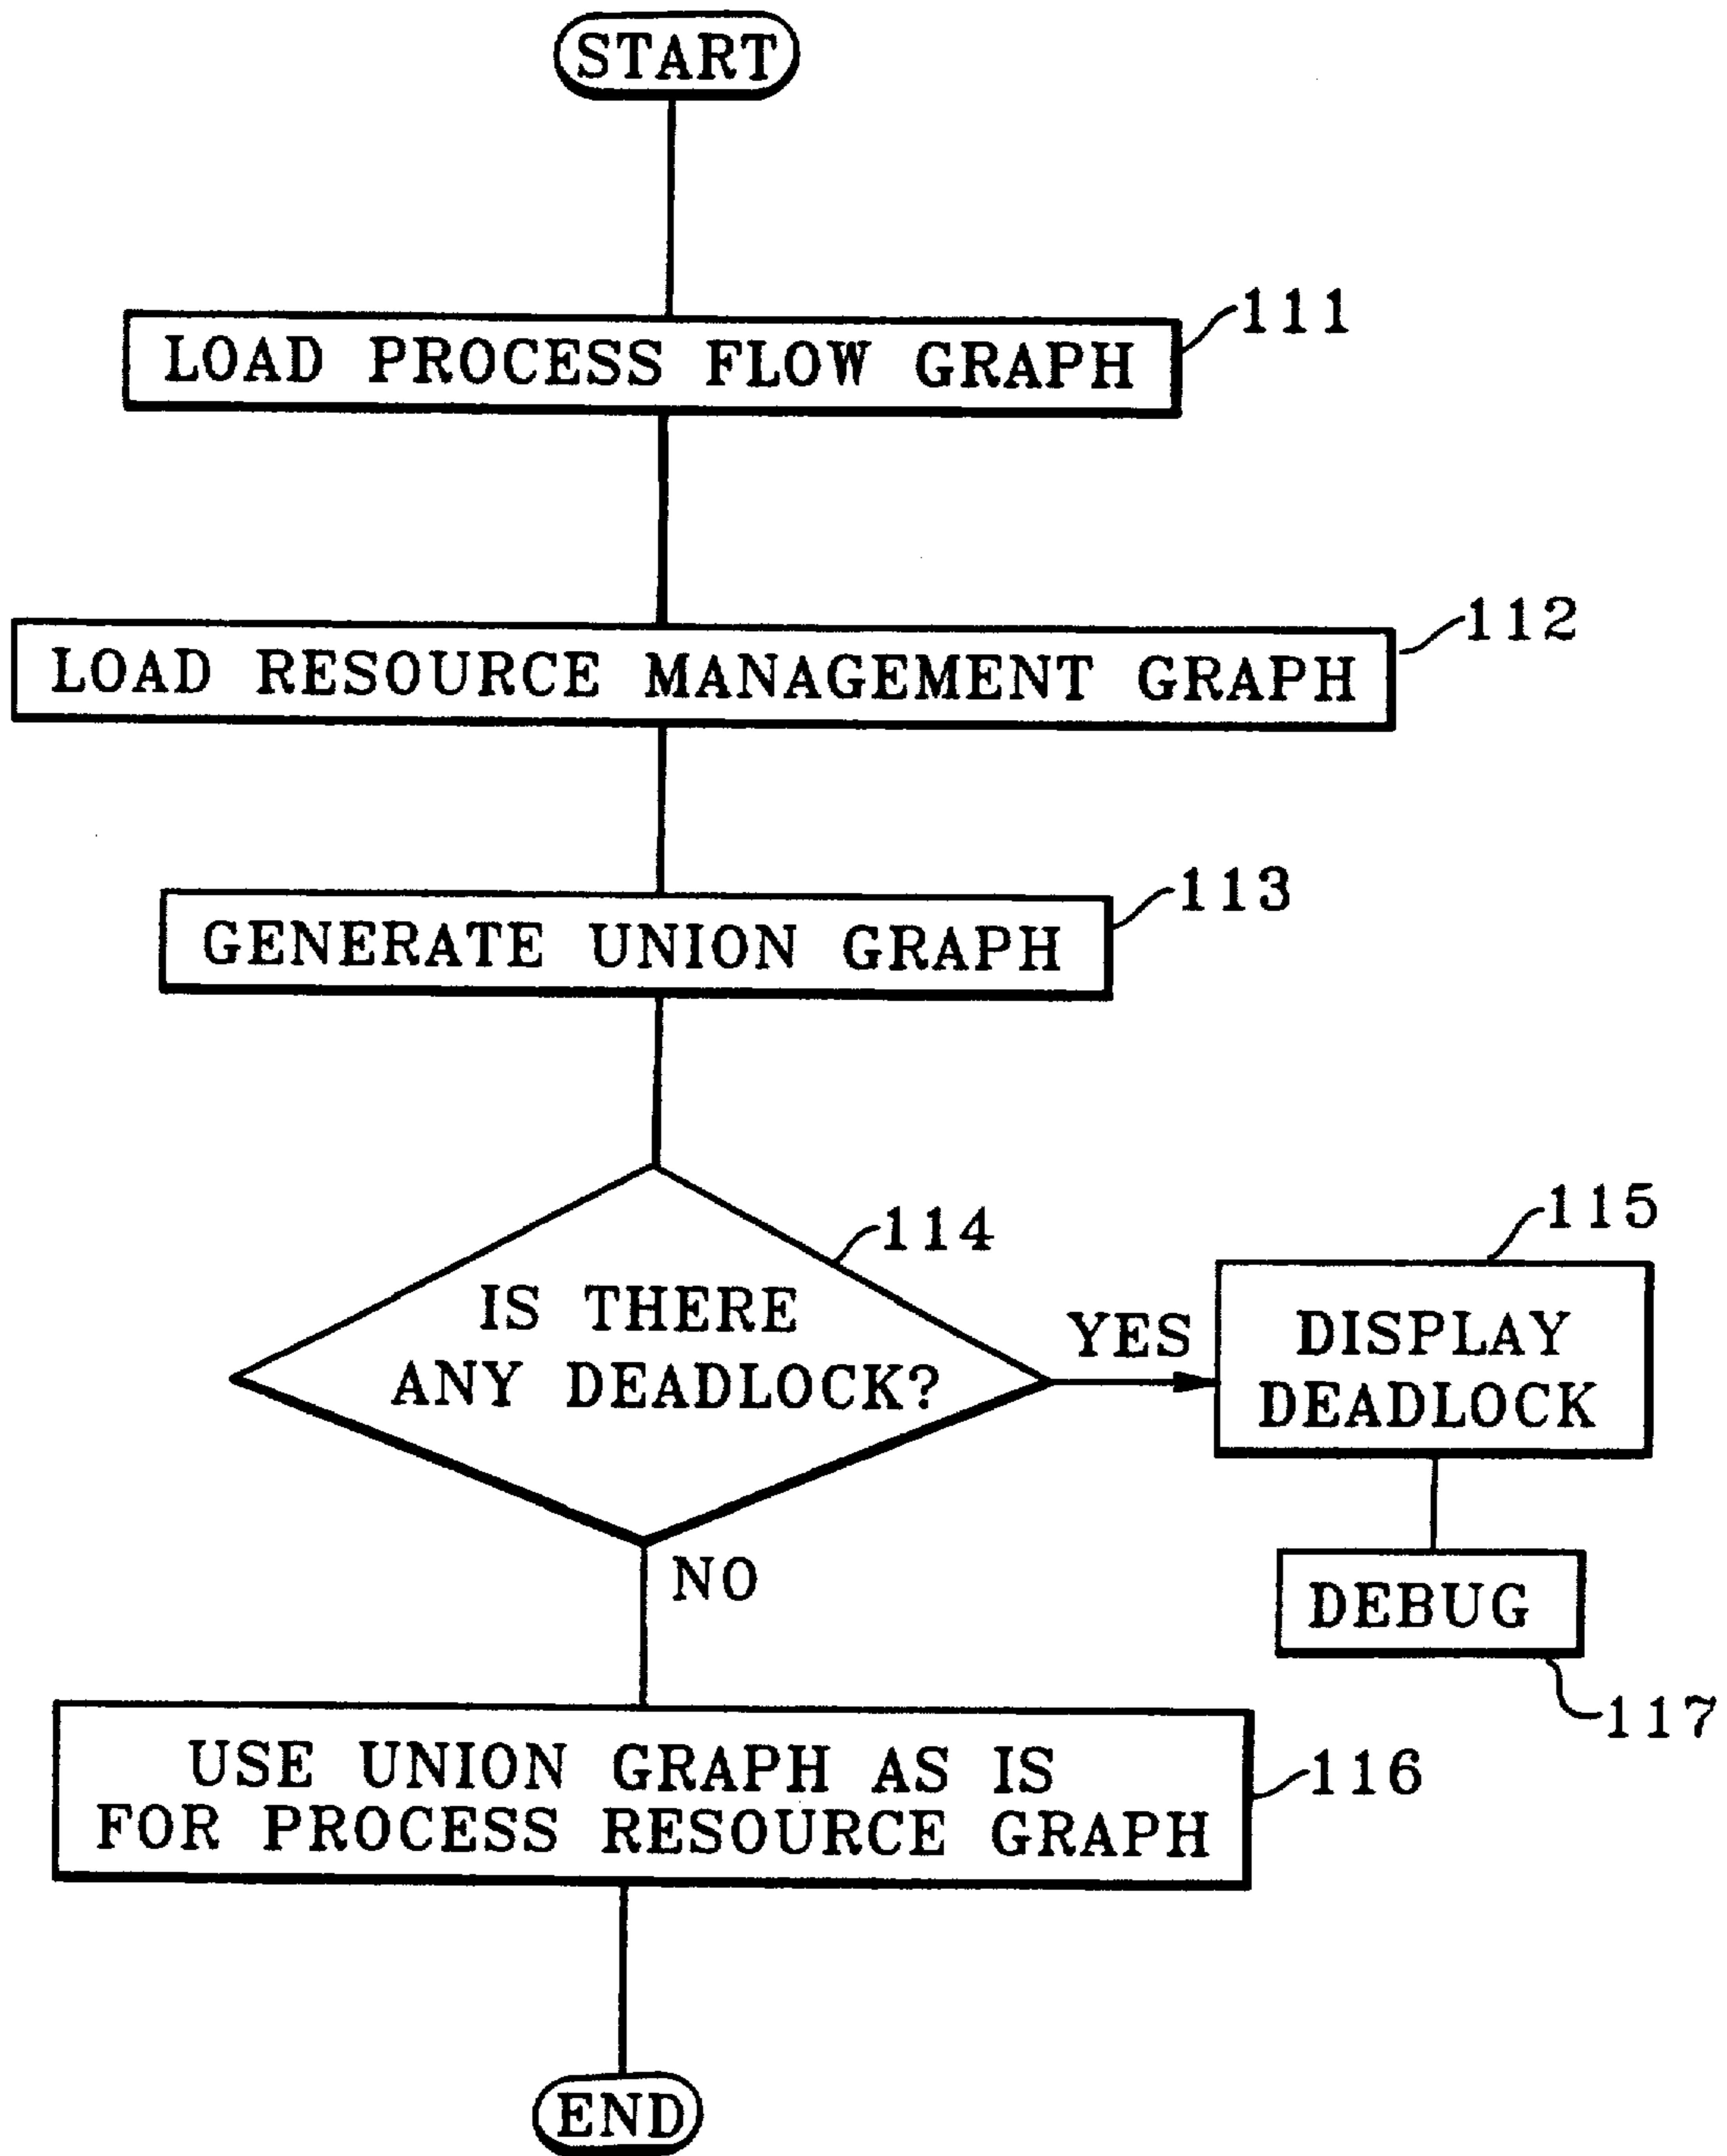 START
111
LOAD PROCESS FLOW GRAPH
112
LOAD RESOURCE MANAGEMENT GRAPH
113
GENERATE UNION GRAPH
114
IS THERE
ANY DEADLOCK?
YES
115
DISPLAY
DEADLOCK
NO
DEBUG
117
USE UNION GRAPH AS IS
FOR PROCESS RESOURCE GRAPH
116
END